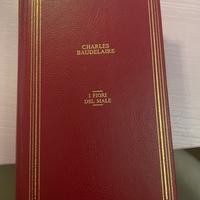 CHARLES
BAUDELAIRE
I FIORI
DEL MALE